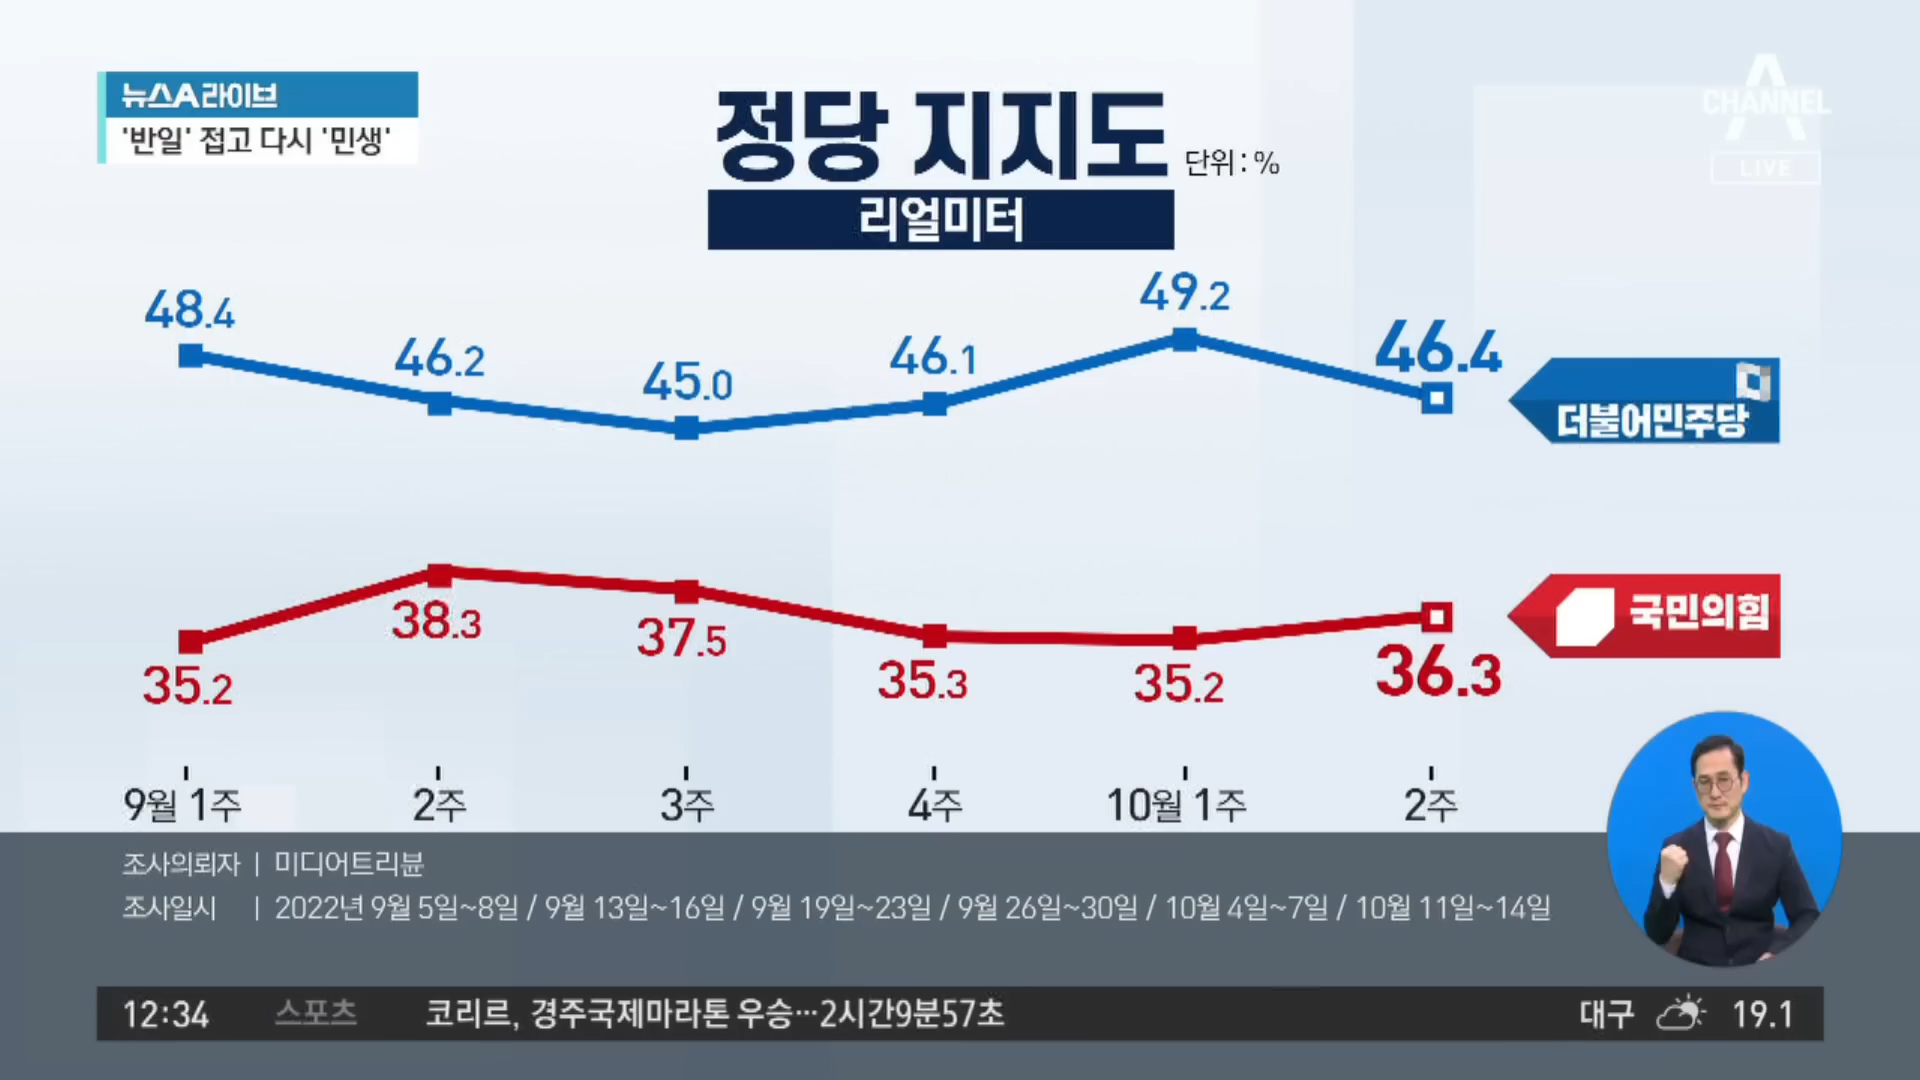 뉴스A 라이브
'반일' 접고 다시 '민생'
정당 지지도 단위 : %
리얼미터
CHANNEL A
LIVE
48.4
46.2
45.0
46.1
49.2
46.4
더불어민주당
35.2
38.3
37.5
35.3
35.2
36.3
국민의힘
9월 1주
2주
3주
4주
10월 1주
2주
조사의뢰자 | 미디어트리뷴
조사일시 | 2022년 9월 5일~8일 / 9월 13일~16일 / 9월 19일~23일 / 9월 26일~30일 / 10월 4일~7일 / 10월 11일~14일
12:34 스포츠 코리르, 경주국제마라톤 우승…2시간9분57초 대구 19.1